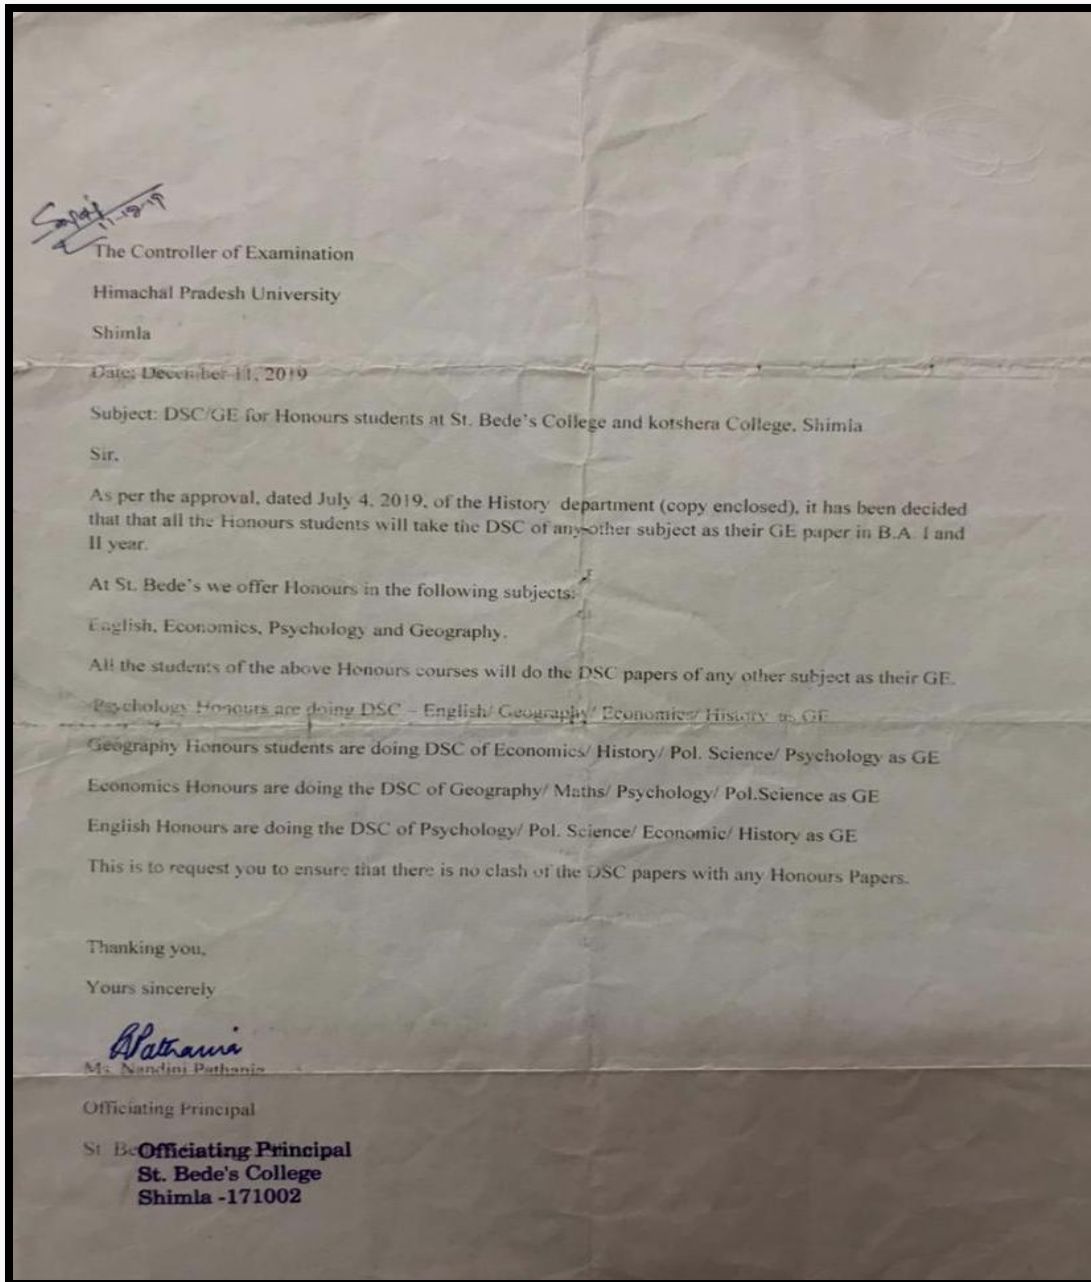 11-12-19
The Controller of Examination
Himachal Pradesh University
Shimla
Date: December 11, 2019
Subject: DSC/GE for Honours students at St. Bede's College and kotshera College, Shimla
Sir,
As per the approval, dated July 4, 2019, of the History department (copy enclosed), it has been decided
that that all the Honours students will take the DSC of any other subject as their GE paper in B.A. I and
II year.
At St. Bede's we offer Honours in the following subjects:
English, Economics, Psychology and Geography.
All the students of the above Honours courses will do the DSC papers of any other subject as their GE.
Psychology Honours are doing DSC – English/ Geography/ Economics/ History as GE
Geography Honours students are doing DSC of Economics/ History/ Pol. Science/ Psychology as GE
Economics Honours are doing the DSC of Geography/ Maths/ Psychology/ Pol.Science as GE
English Honours are doing the DSC of Psychology/ Pol. Science/ Economic/ History as GE
This is to request you to ensure that there is no clash of the DSC papers with any Honours Papers.
Thanking you,
Yours sincerely
Pathania
Ms. Nandini Pathania
Officiating Principal
St. Officiating Principal
St. Bede's College
Shimla -171002